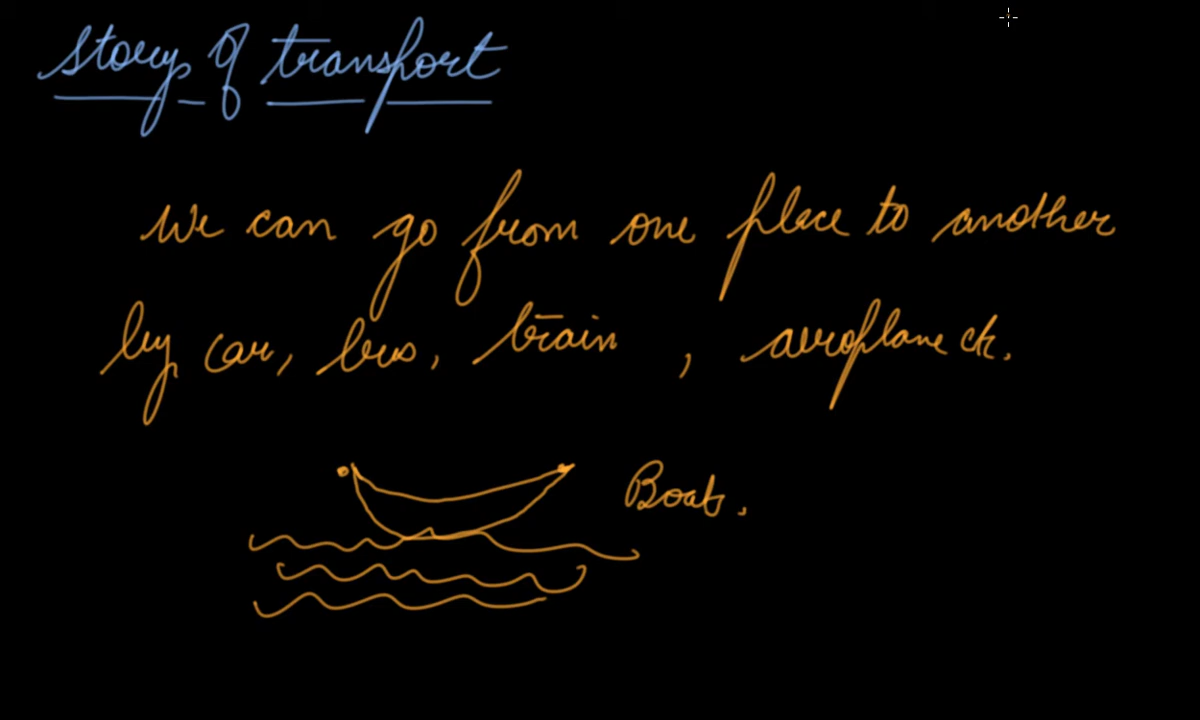 Story of transport
We can go from one place to another
by car, bus, train, aeroplane etc.
Boat.